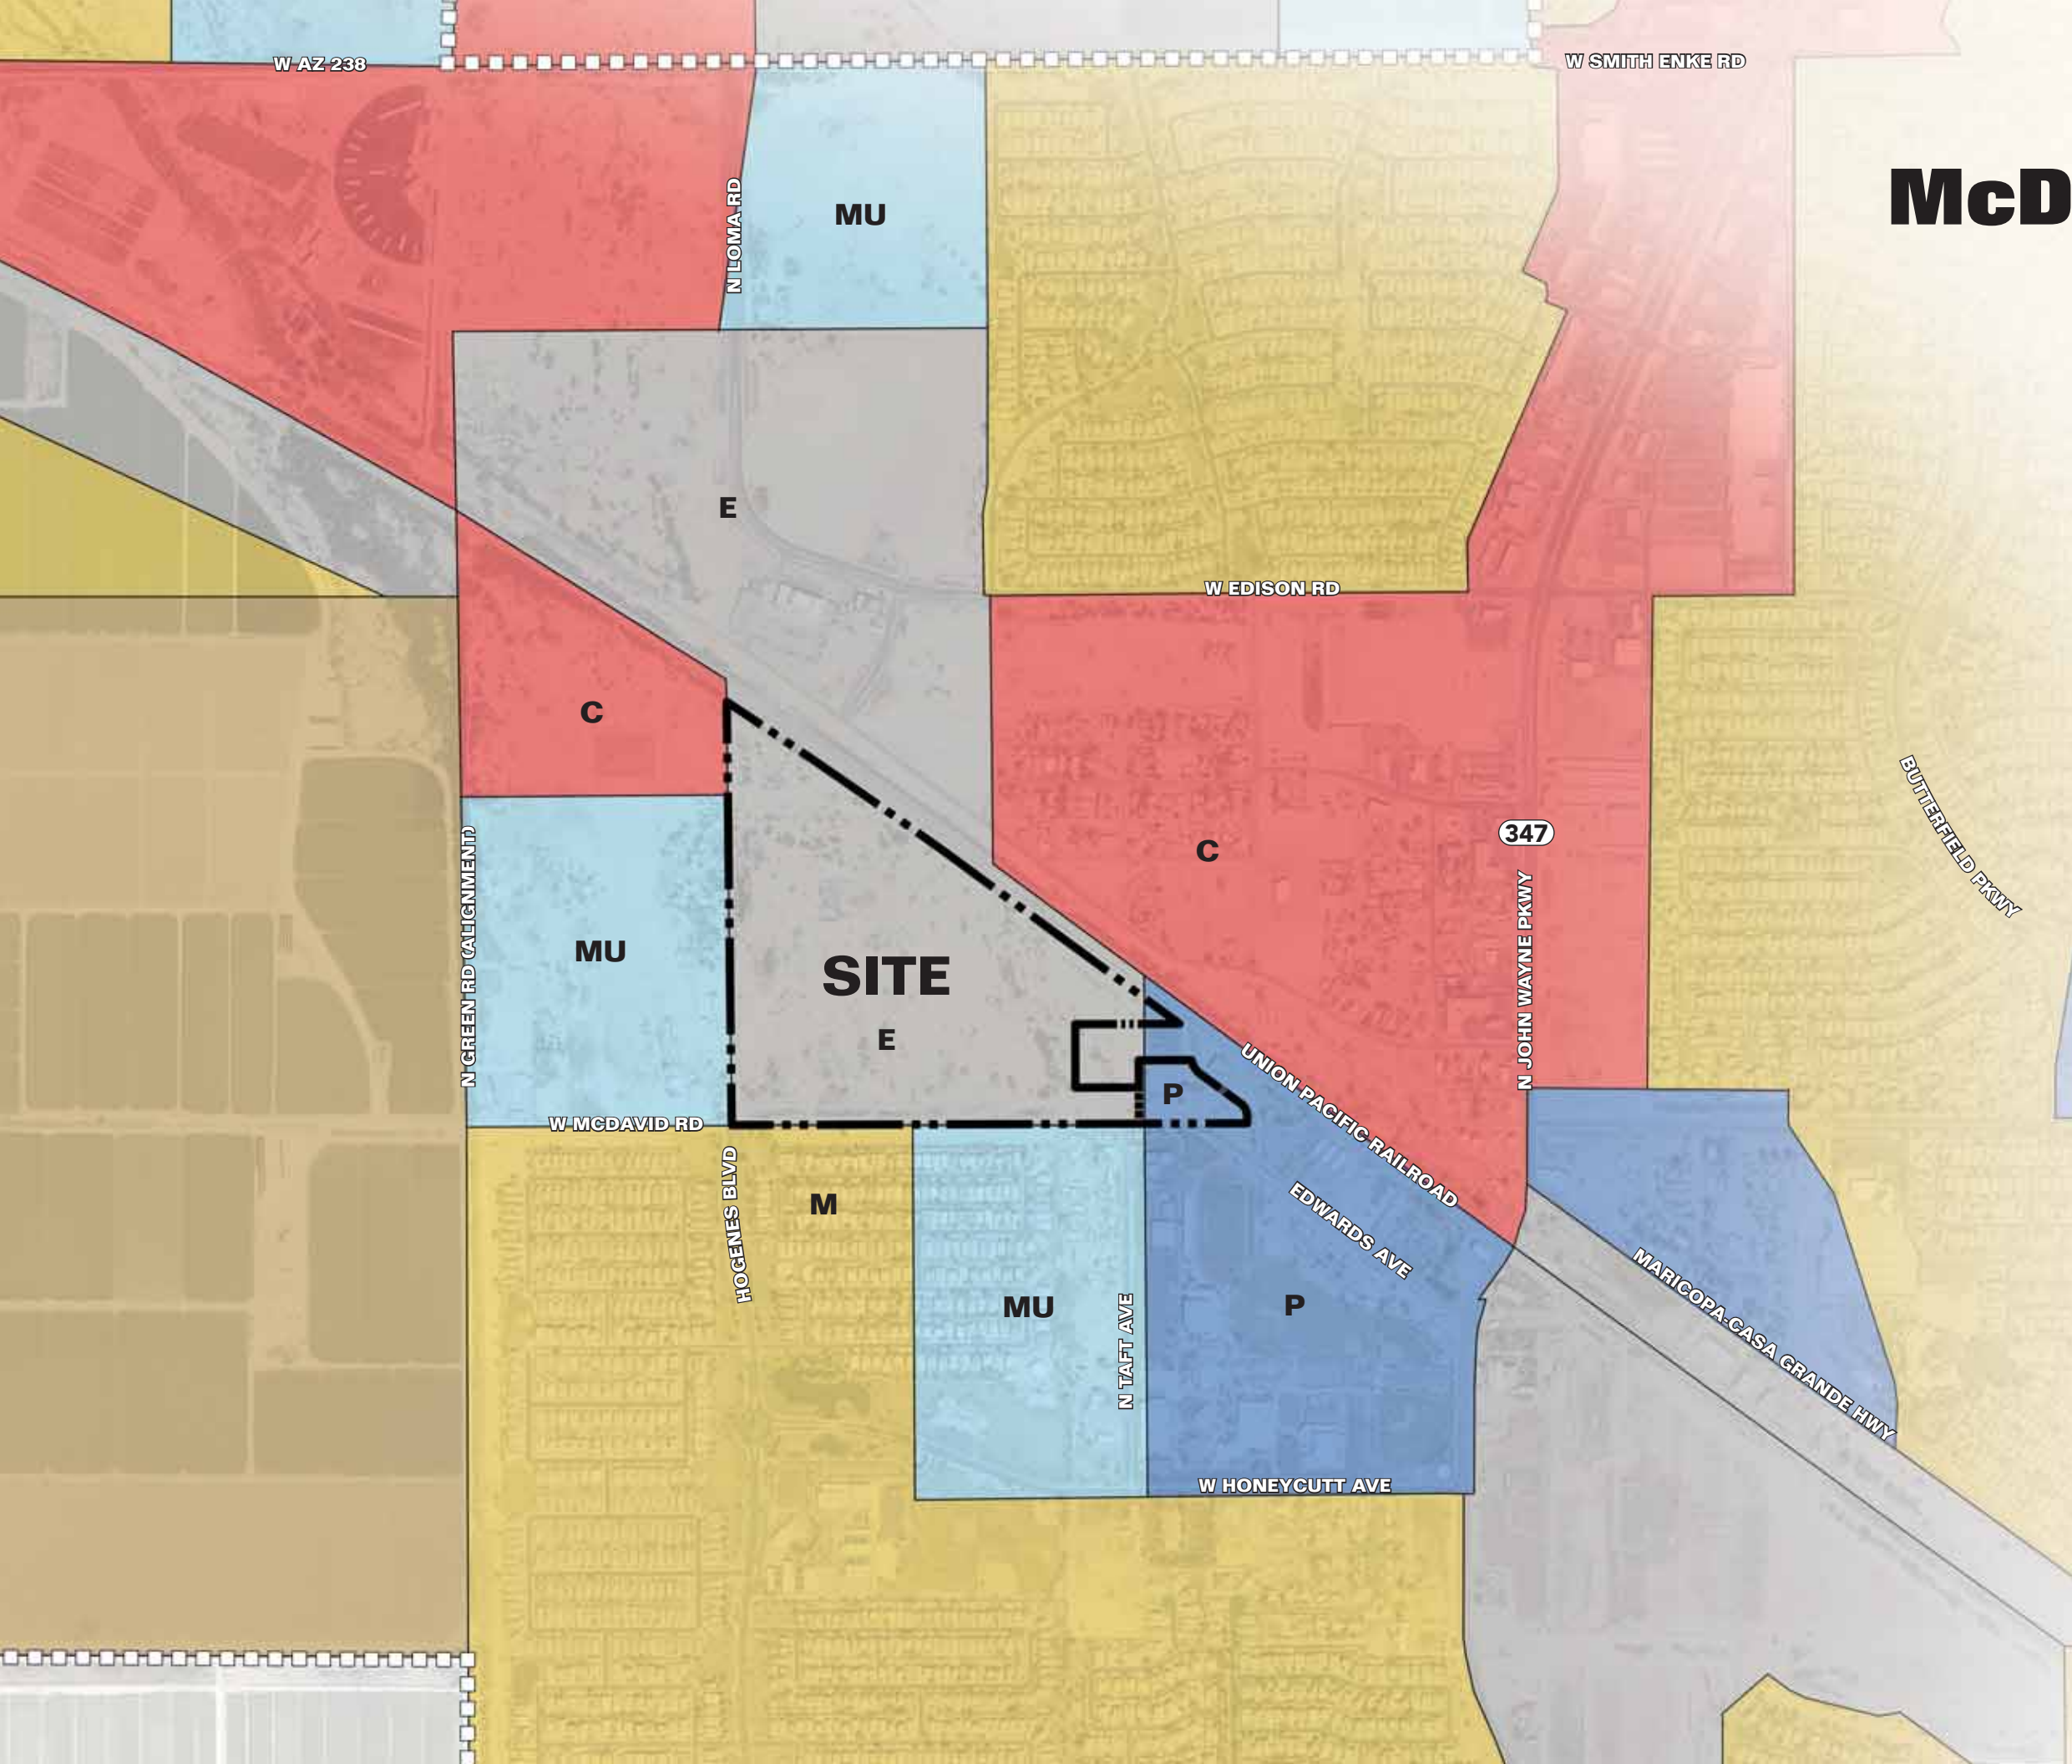 W AZ 238
W SMITH ENKE RD
McD
N LOMA RD
MU
E
W EDISON RD
C
BUTTERFIELD PKWY
347
C
N GREEN RD (ALIGNMENT)
MU
SITE
E
N JOHN WAYNE PKWY
UNION PACIFIC RAILROAD
P
W MCDAVID RD
HOGENES BLVD
M
EDWARDS AVE
MARICOPA-CASA GRANDE HWY
MU
N TAFT AVE
P
W HONEYCUTT AVE